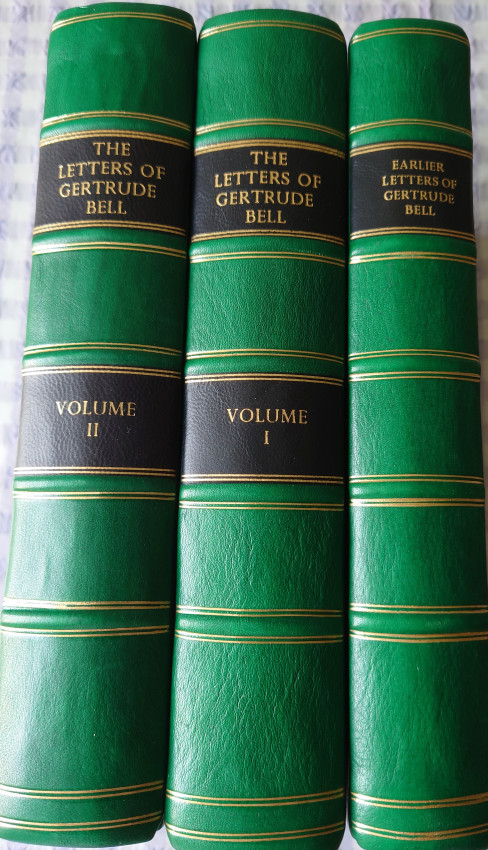 THE
LETTERS OF
GERTRUDE
BELL
VOLUME
II
THE
LETTERS OF
GERTRUDE
BELL
VOLUME
I
EARLIER
LETTERS OF
GERTRUDE
BELL